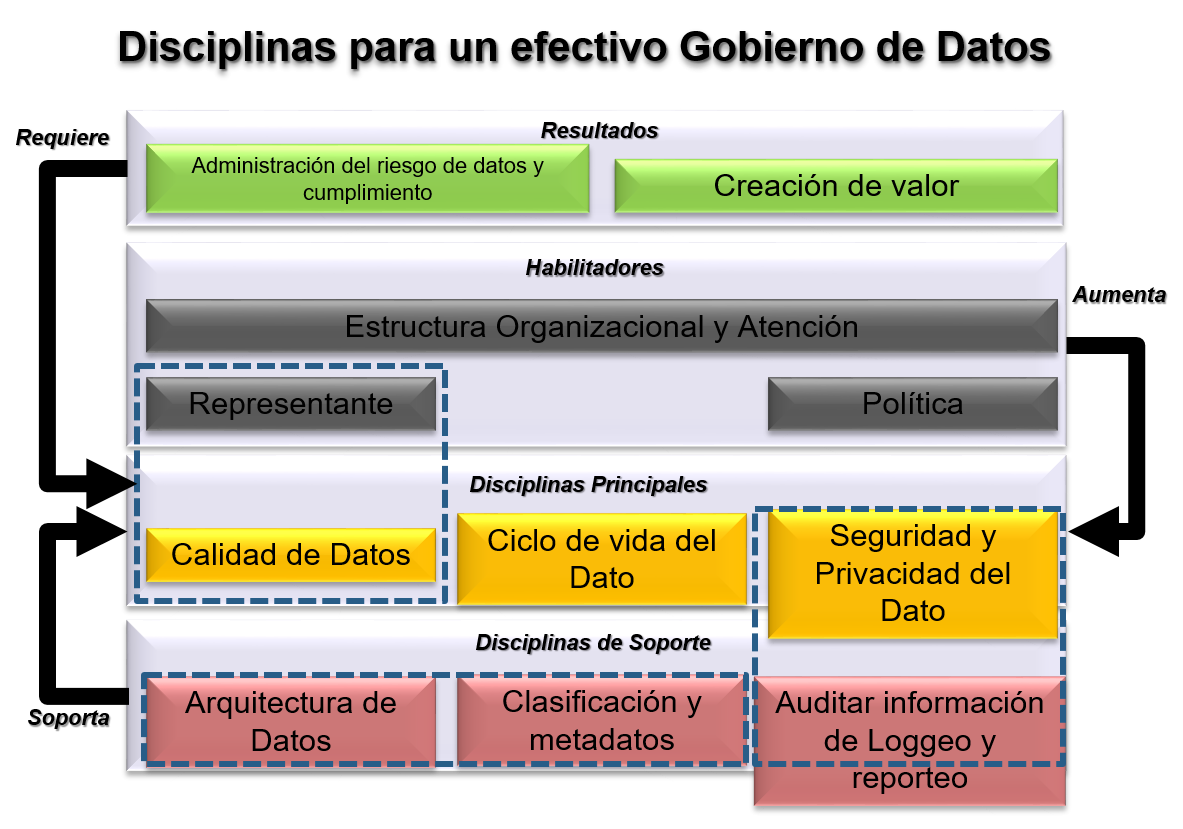 Disciplinas para un efectivo Gobierno de Datos
Requiere
Resultados
Administración del riesgo de datos y
cumplimiento
Creación de valor
Habilitadores
Aumenta
Estructura Organizacional y Atención
Representante
Política
Disciplinas Principales
Calidad de Datos
Ciclo de vida del
Dato
Seguridad y
Privacidad del
Dato
Disciplinas de Soporte
Soporta
Arquitectura de
Datos
Clasificación y
metadatos
Auditar información
de Loggeo y
reporteo